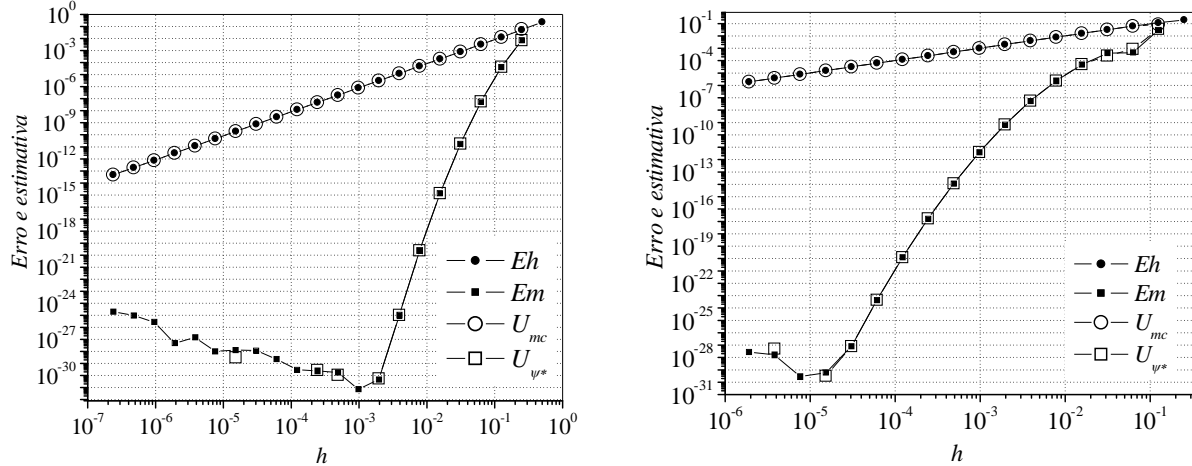 10^0
10^-3
10^-6
10^-9
10^-12
10^-15
10^-18
10^-21
10^-24
10^-27
10^-30
Erro e estimativa
Eh
Em
U_mc
U_ψ*
10^-7 10^-6 10^-5 10^-4 10^-3 10^-2 10^-1 10^0
h
10^-1
10^-4
10^-7
10^-10
10^-13
10^-16
10^-19
10^-22
10^-25
10^-28
10^-31
Erro e estimativa
Eh
Em
U_mc
U_ψ*
10^-6 10^-5 10^-4 10^-3 10^-2 10^-1
h